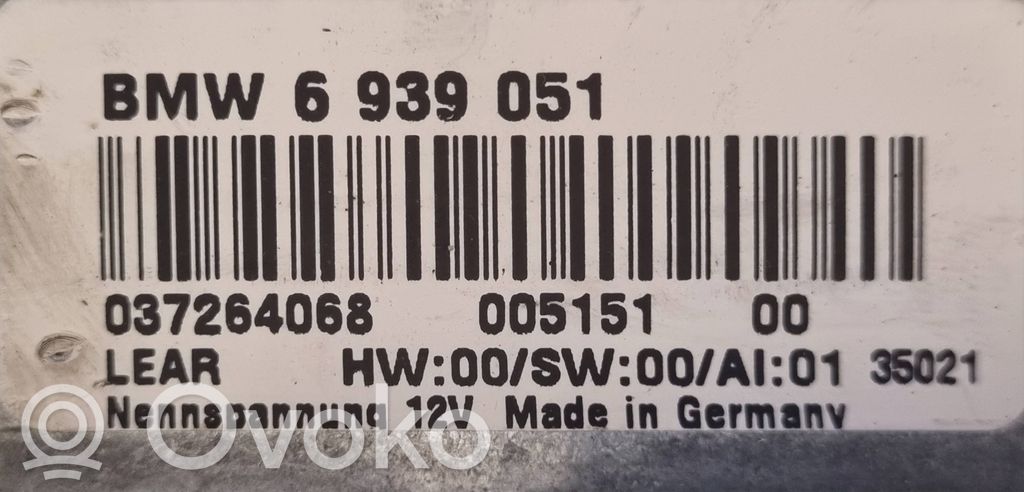 BMW 6 939 051
037264068 005151 00
LEAR HW:00/SW:00/AI:01 35021
Nennspannung 12V Made in Germany
Ovoko